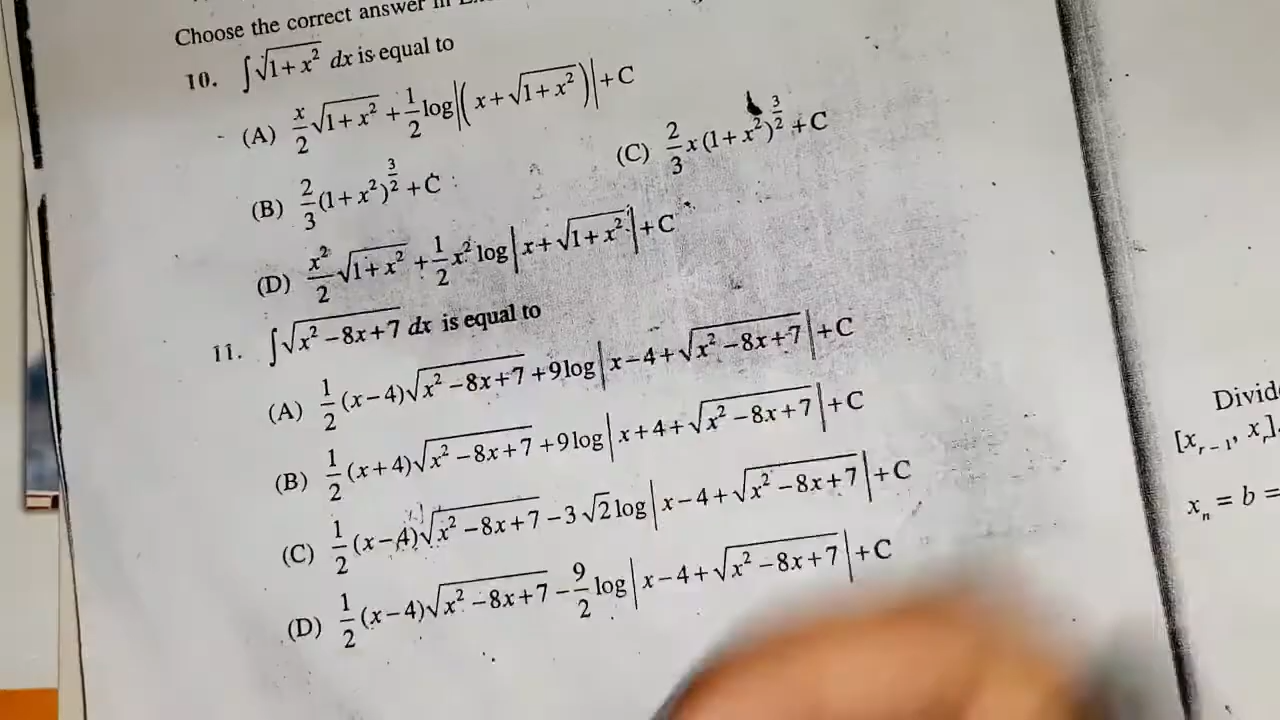 Choose the correct answer in
10. ∫√(1+x²) dx is equal to
(A) x/2 √(1+x²) + 1/2 log|(x+√(1+x²))| + C
(C) 2/3 x(1+x²)^(3/2) + C
(B) 2/3 (1+x²)^(3/2) + C
(D) x²/2 √(1+x²) + 1/2 x² log|x+√(1+x²)| + C
11. ∫√(x²−8x+7) dx is equal to
(A) 1/2 (x−4)√(x²−8x+7) + 9log|x−4+√(x²−8x+7)| + C
(B) 1/2 (x+4)√(x²−8x+7) + 9log|x+4+√(x²−8x+7)| + C
(C) 1/2 (x−4)√(x²−8x+7) − 3√2 log|x−4+√(x²−8x+7)| + C
(D) 1/2 (x−4)√(x²−8x+7) − 9/2 log|x−4+√(x²−8x+7)| + C
Divid
[x_{r−1}, x_r].
x_n = b =